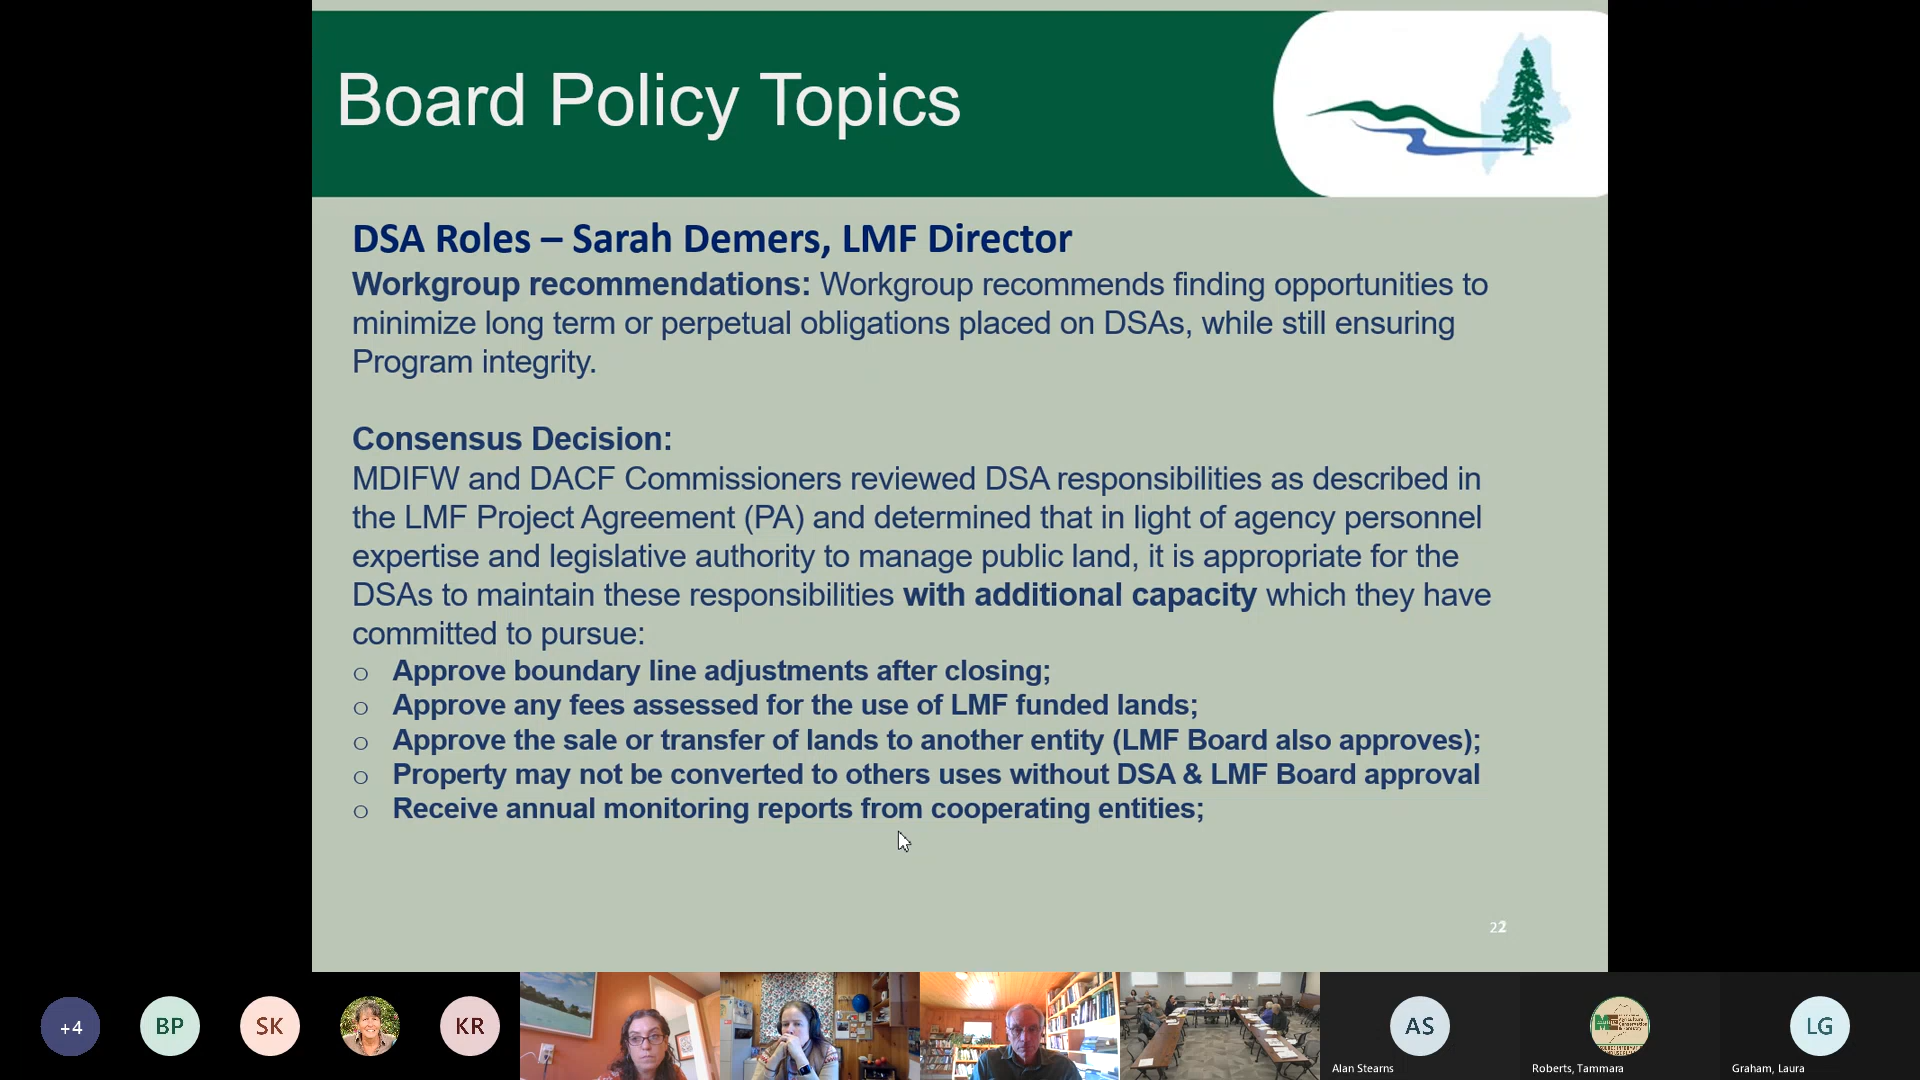 Board Policy Topics
DSA Roles – Sarah Demers, LMF Director
Workgroup recommendations: Workgroup recommends finding opportunities to
minimize long term or perpetual obligations placed on DSAs, while still ensuring
Program integrity.
Consensus Decision:
MDIFW and DACF Commissioners reviewed DSA responsibilities as described in
the LMF Project Agreement (PA) and determined that in light of agency personnel
expertise and legislative authority to manage public land, it is appropriate for the
DSAs to maintain these responsibilities with additional capacity which they have
committed to pursue:
o Approve boundary line adjustments after closing;
o Approve any fees assessed for the use of LMF funded lands;
o Approve the sale or transfer of lands to another entity (LMF Board also approves);
o Property may not be converted to others uses without DSA & LMF Board approval
o Receive annual monitoring reports from cooperating entities;
22
+4
BP
SK
KR
AS
LG
Alan Stearns
Roberts, Tammara
Graham, Laura